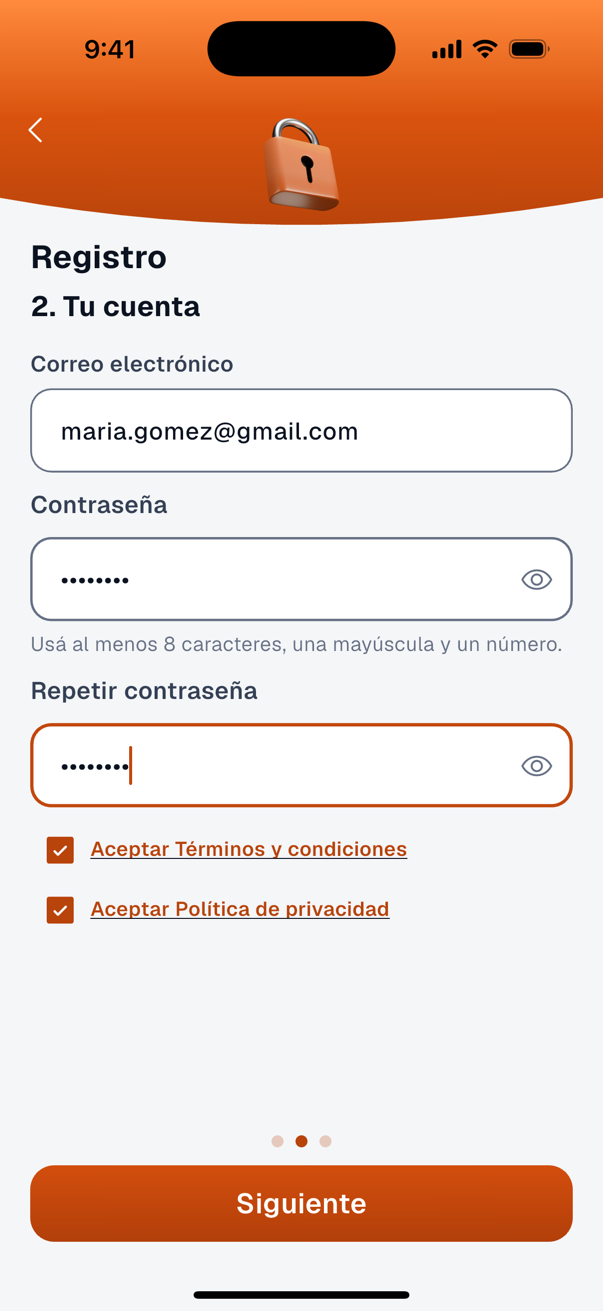 9:41
Registro
2. Tu cuenta
Correo electrónico
maria.gomez@gmail.com
Contraseña
••••••••
Usá al menos 8 caracteres, una mayúscula y un número.
Repetir contraseña
••••••••
Aceptar Términos y condiciones
Aceptar Política de privacidad
Siguiente